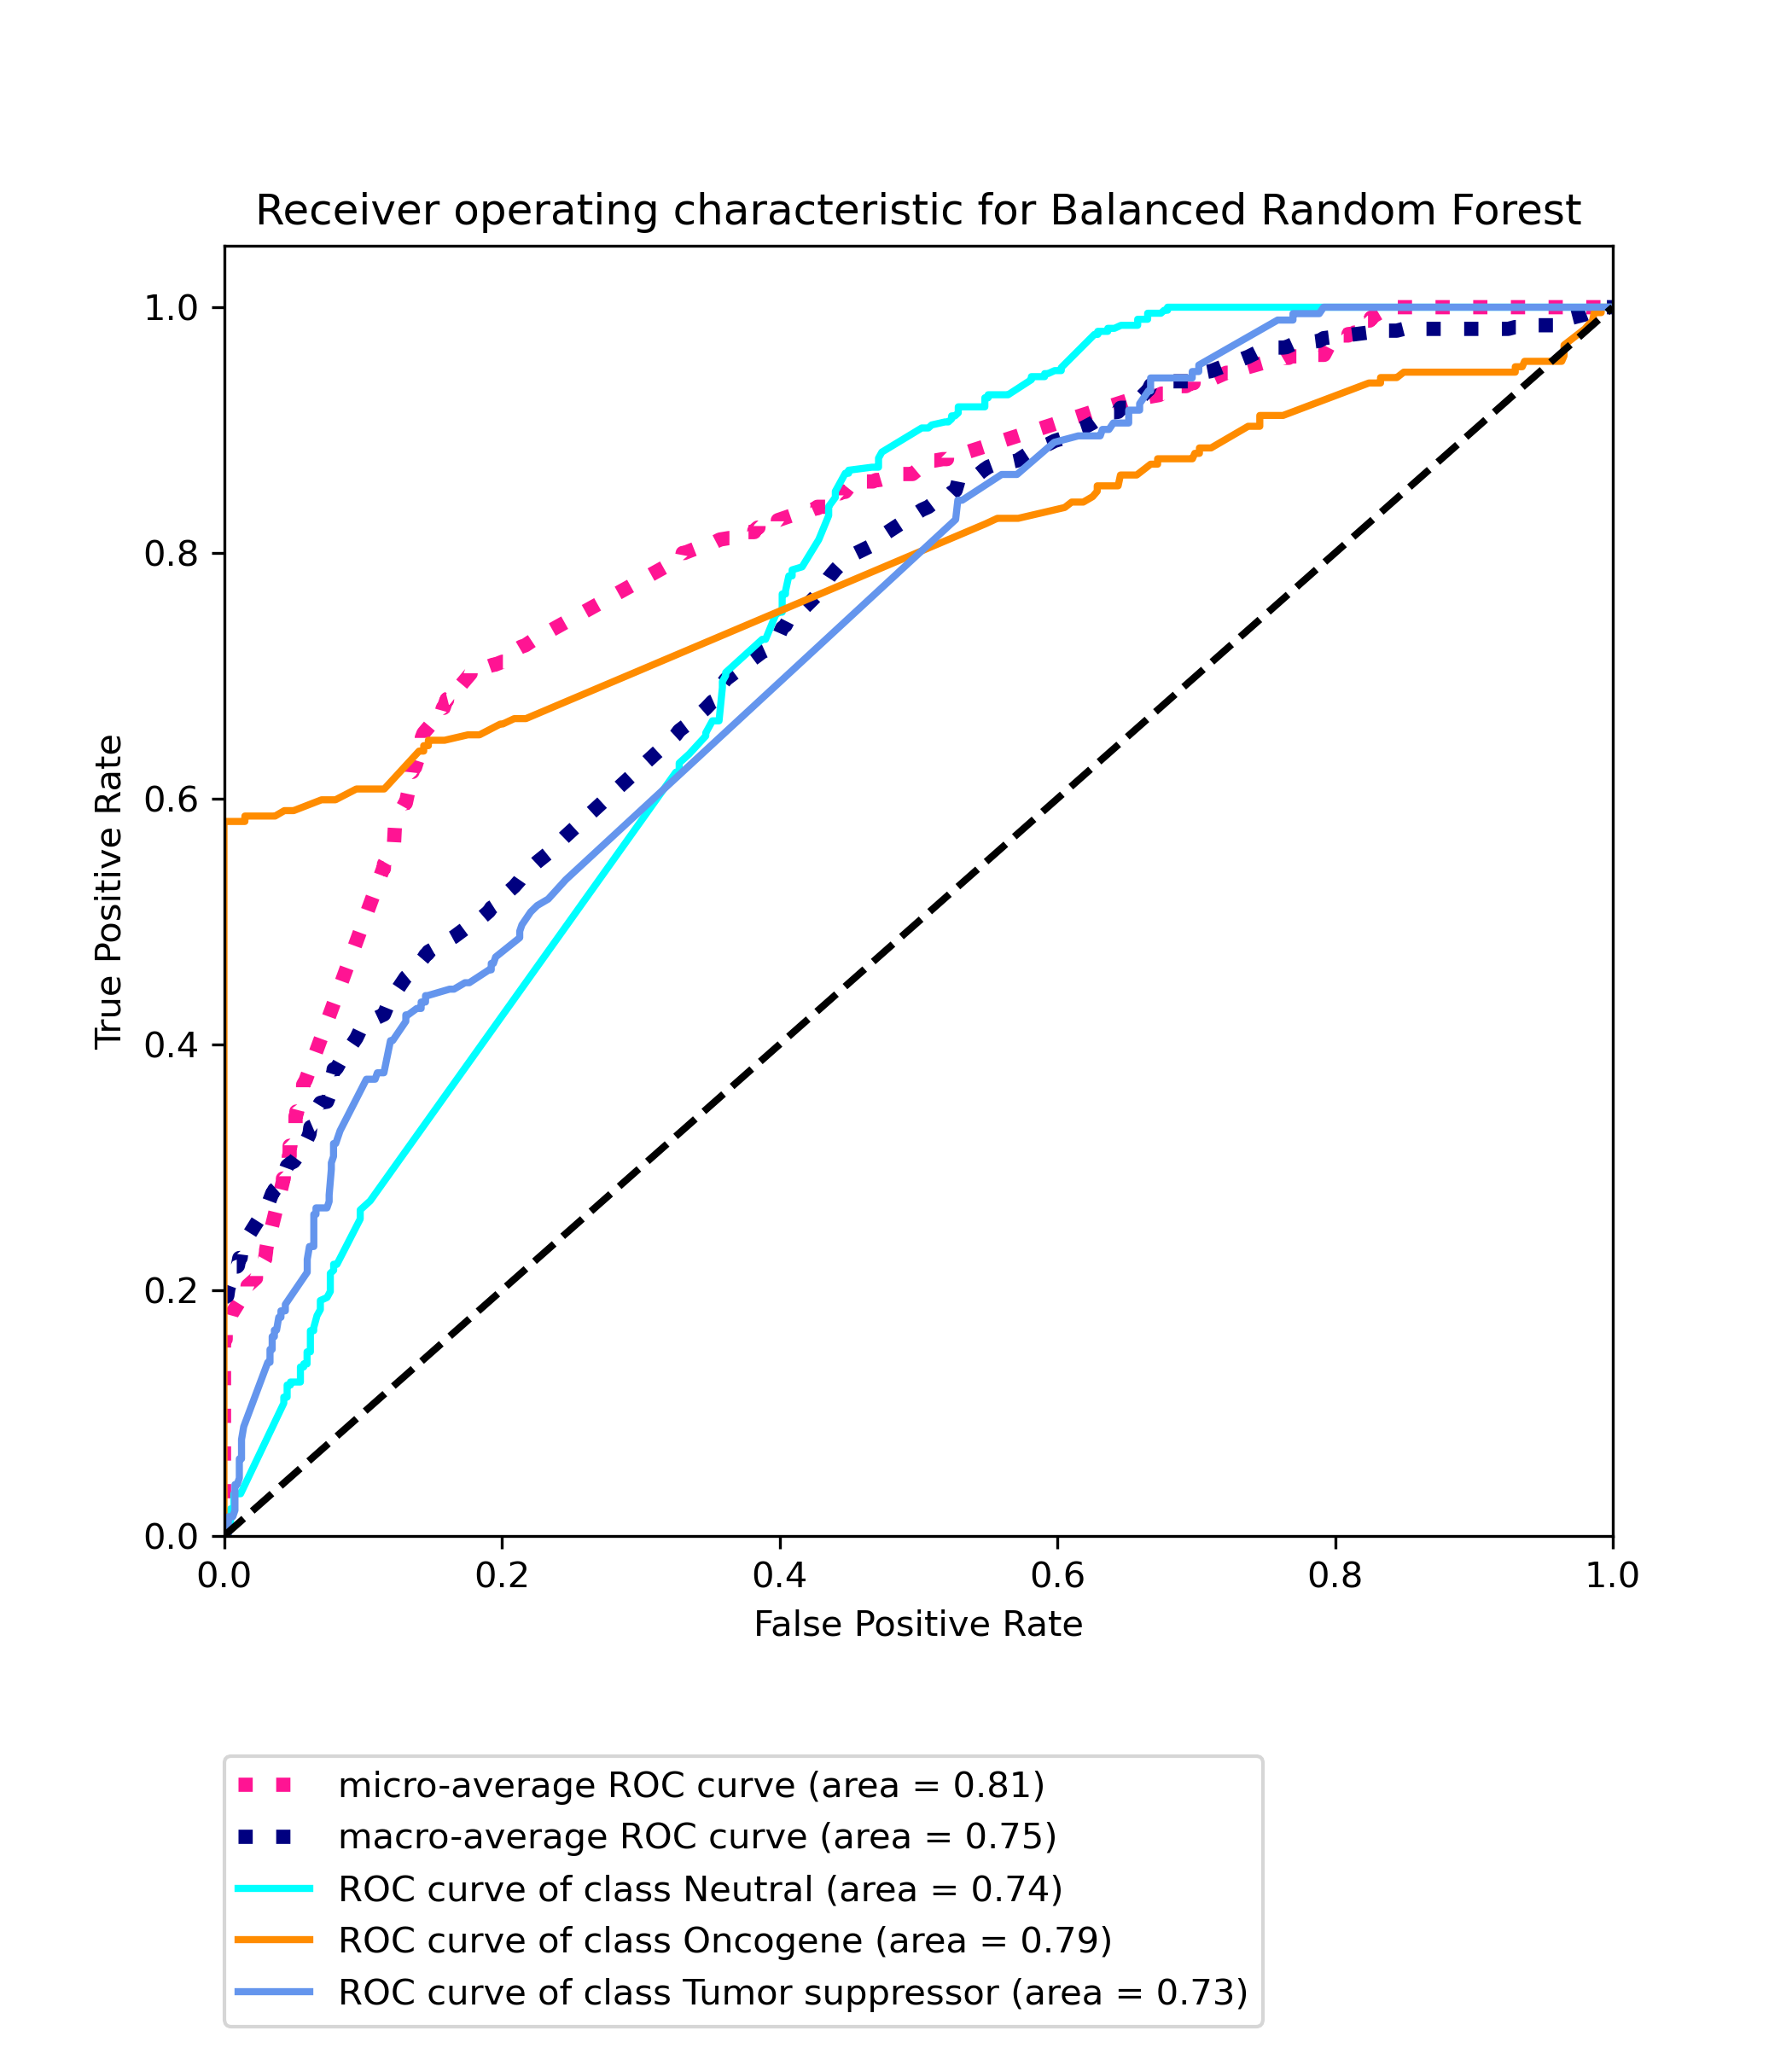 Receiver operating characteristic for Balanced Random Forest
1.0
0.8
0.6
0.4
0.2
0.0
True Positive Rate
0.0 0.2 0.4 0.6 0.8 1.0
False Positive Rate
micro-average ROC curve (area = 0.81)
macro-average ROC curve (area = 0.75)
ROC curve of class Neutral (area = 0.74)
ROC curve of class Oncogene (area = 0.79)
ROC curve of class Tumor suppressor (area = 0.73)